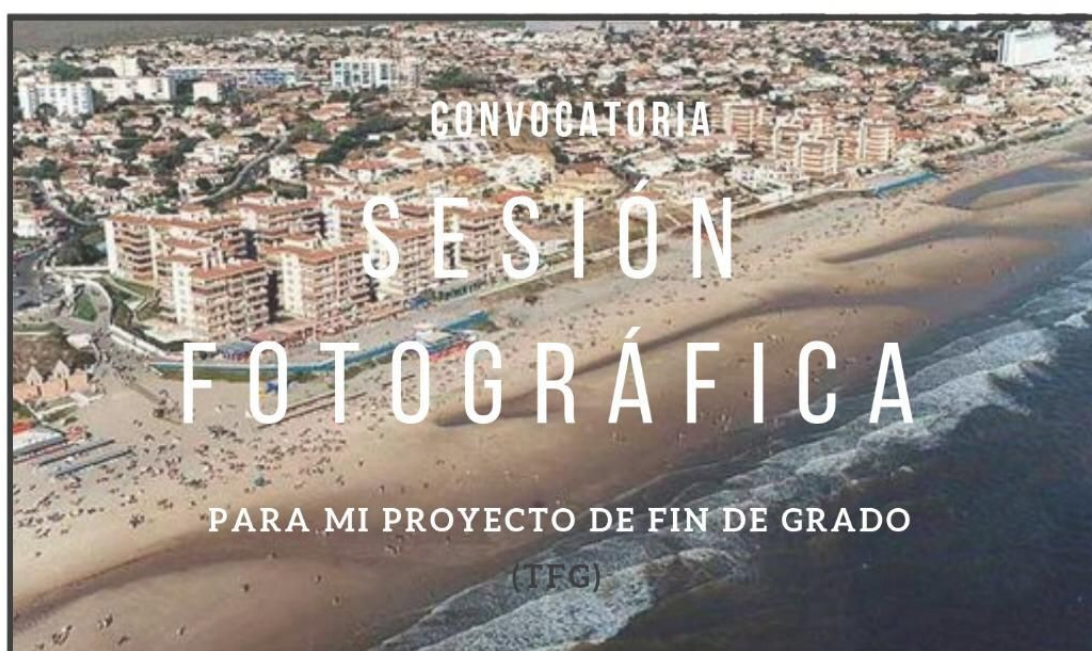 CONVOCATORIA
SESIÓN
FOTOGRÁFICA
PARA MI PROYECTO DE FIN DE GRADO
(TFG)